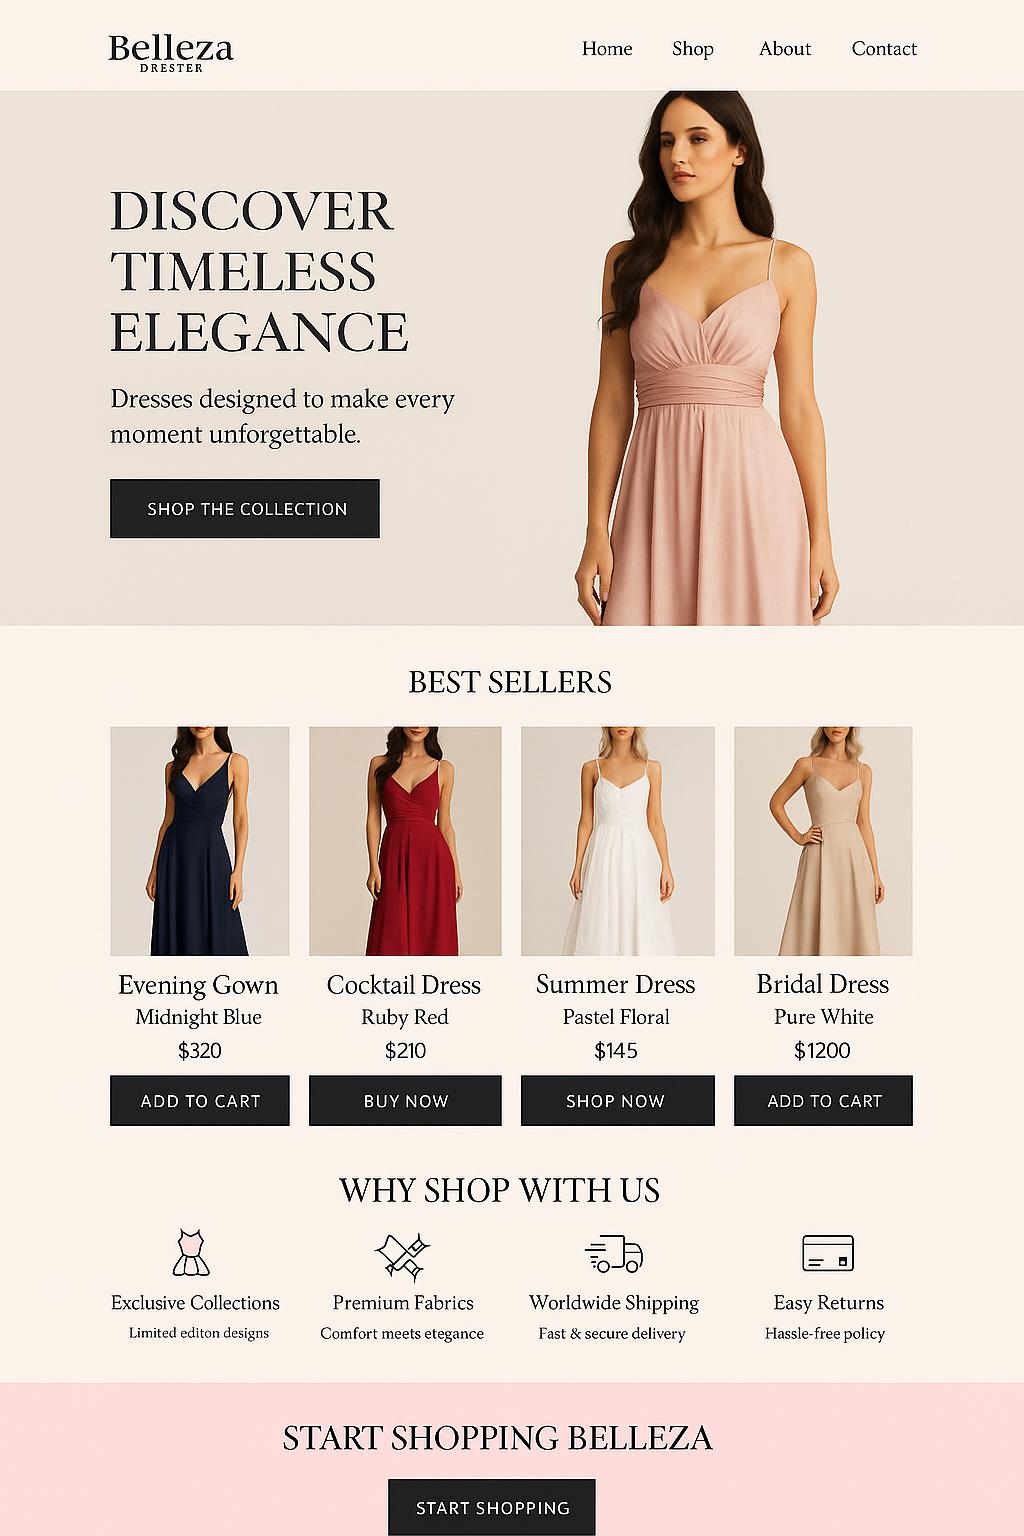 Belleza
DRESTER
Home Shop About Contact
DISCOVER
TIMELESS
ELEGANCE
Dresses designed to make every
moment unforgettable.
SHOP THE COLLECTION
BEST SELLERS
Evening Gown
Midnight Blue
$320
ADD TO CART
Cocktail Dress
Ruby Red
$210
BUY NOW
Summer Dress
Pastel Floral
$145
SHOP NOW
Bridal Dress
Pure White
$1200
ADD TO CART
WHY SHOP WITH US
Exclusive Collections
Limited editon designs
Premium Fabrics
Comfort meets etegance
Worldwide Shipping
Fast & secure delivery
Easy Returns
Hassle-free policy
START SHOPPING BELLEZA
START SHOPPING